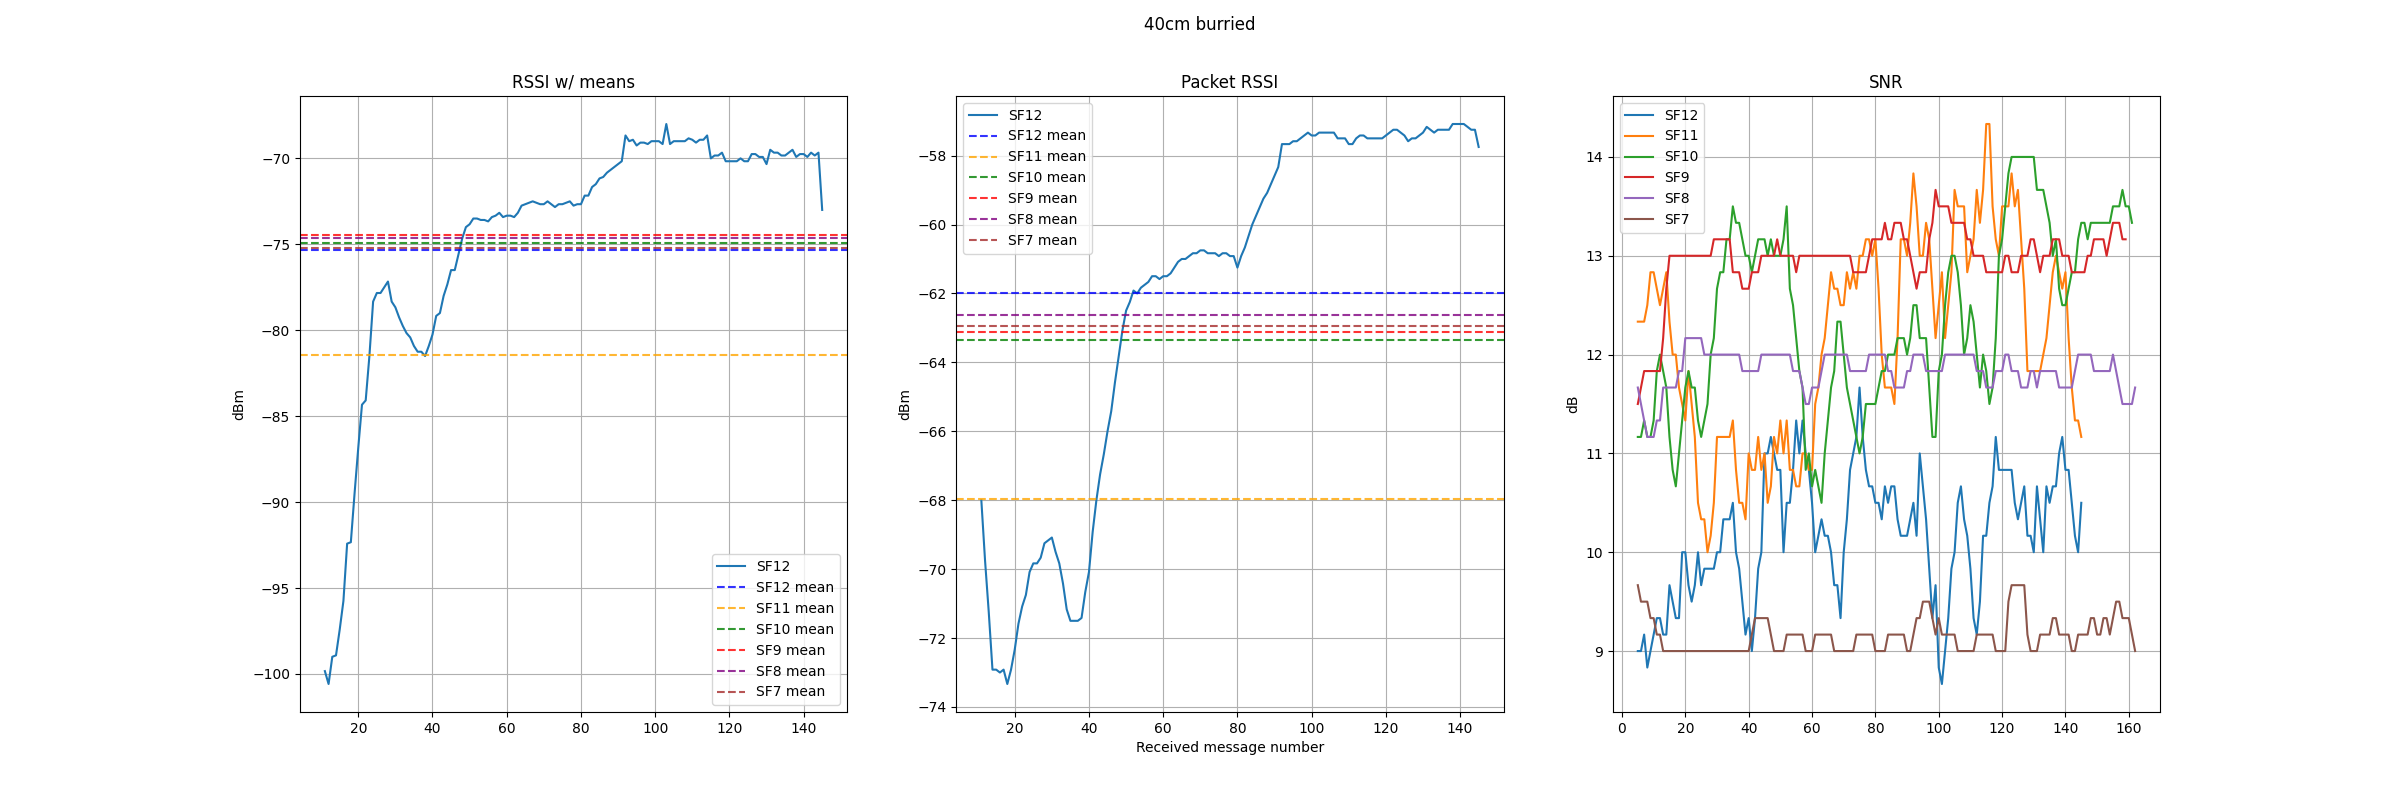 40cm burried
RSSI w/ means
−70
−75
−80
−85
−90
−95
−100
dBm
20 40 60 80 100 120 140
SF12
SF12 mean
SF11 mean
SF10 mean
SF9 mean
SF8 mean
SF7 mean
Packet RSSI
−58
−60
−62
−64
−66
−68
−70
−72
−74
dBm
20 40 60 80 100 120 140
Received message number
SF12
SF12 mean
SF11 mean
SF10 mean
SF9 mean
SF8 mean
SF7 mean
SNR
14
13
12
11
10
9
dB
0 20 40 60 80 100 120 140 160
SF12
SF11
SF10
SF9
SF8
SF7